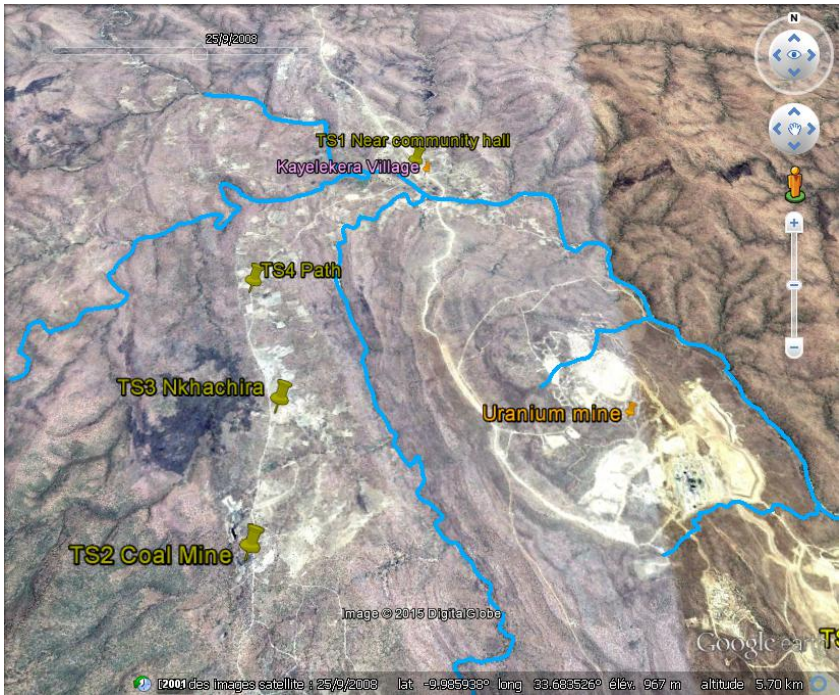 25/9/2008
N
TS1 Near community hall
Kayelekera Village
TS4 Path
TS3 Nkhachira
Uranium mine
TS2 Coal Mine
Image © 2015 DigitalGlobe
Google ear
TS
2001 des images satellite : 25/9/2008 lat -9.985938° long 33.683526° élév. 967 m altitude 5.70 km